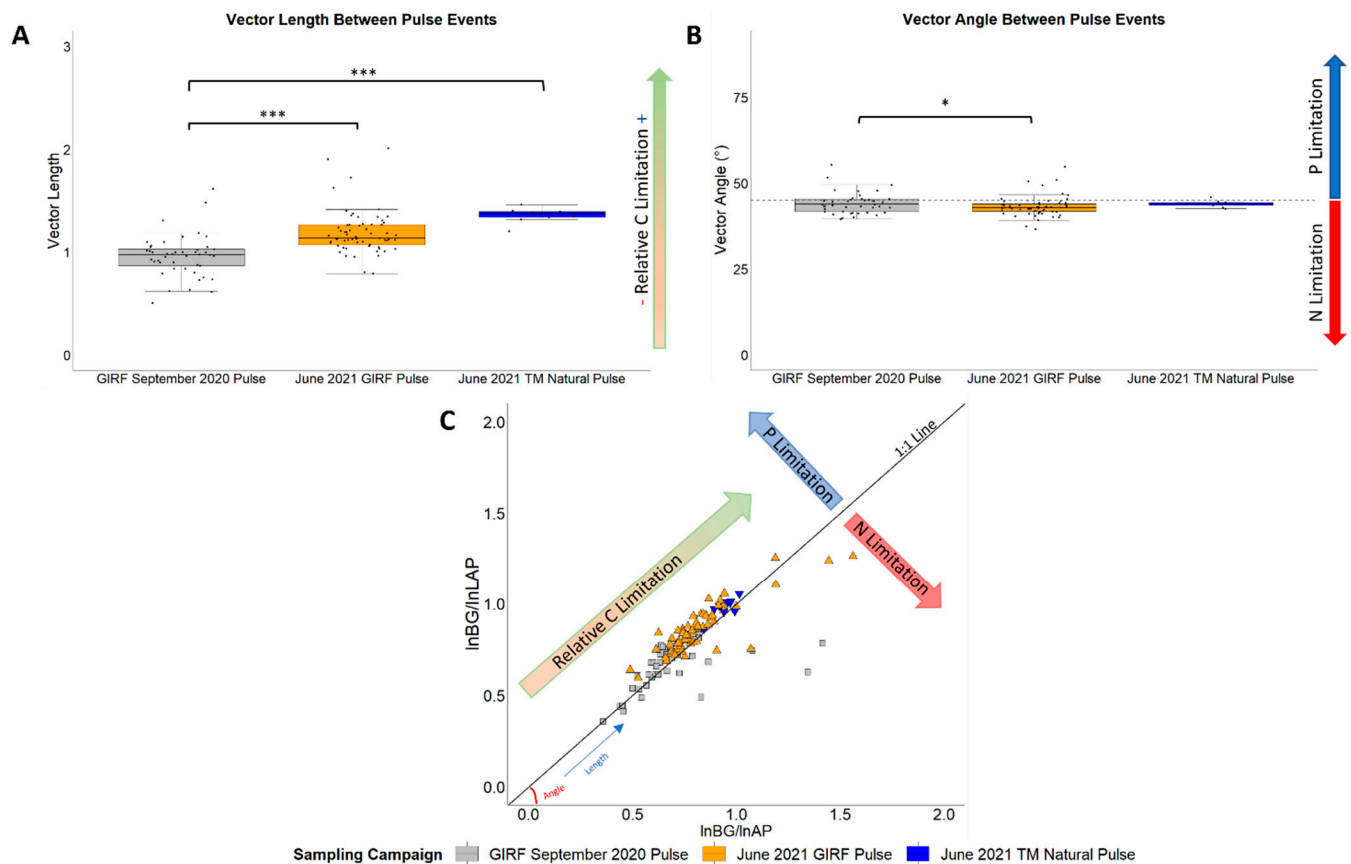 Vector Length Between Pulse Events
A
3
2
1
0
Vector Length
***
***
- Relative C Limitation +
GIRF September 2020 Pulse
June 2021 GIRF Pulse
June 2021 TM Natural Pulse
Vector Angle Between Pulse Events
B
75
50
25
0
Vector Angle (°)
*
P Limitation
N Limitation
GIRF September 2020 Pulse
June 2021 GIRF Pulse
June 2021 TM Natural Pulse
C
2.0
1.5
1.0
0.5
0.0
lnBG/lnLAP
P Limitation
1:1 Line
N Limitation
Relative C Limitation
Length
Angle
0.0
0.5
1.0
1.5
2.0
lnBG/lnAP
Sampling Campaign
GIRF September 2020 Pulse
June 2021 GIRF Pulse
June 2021 TM Natural Pulse